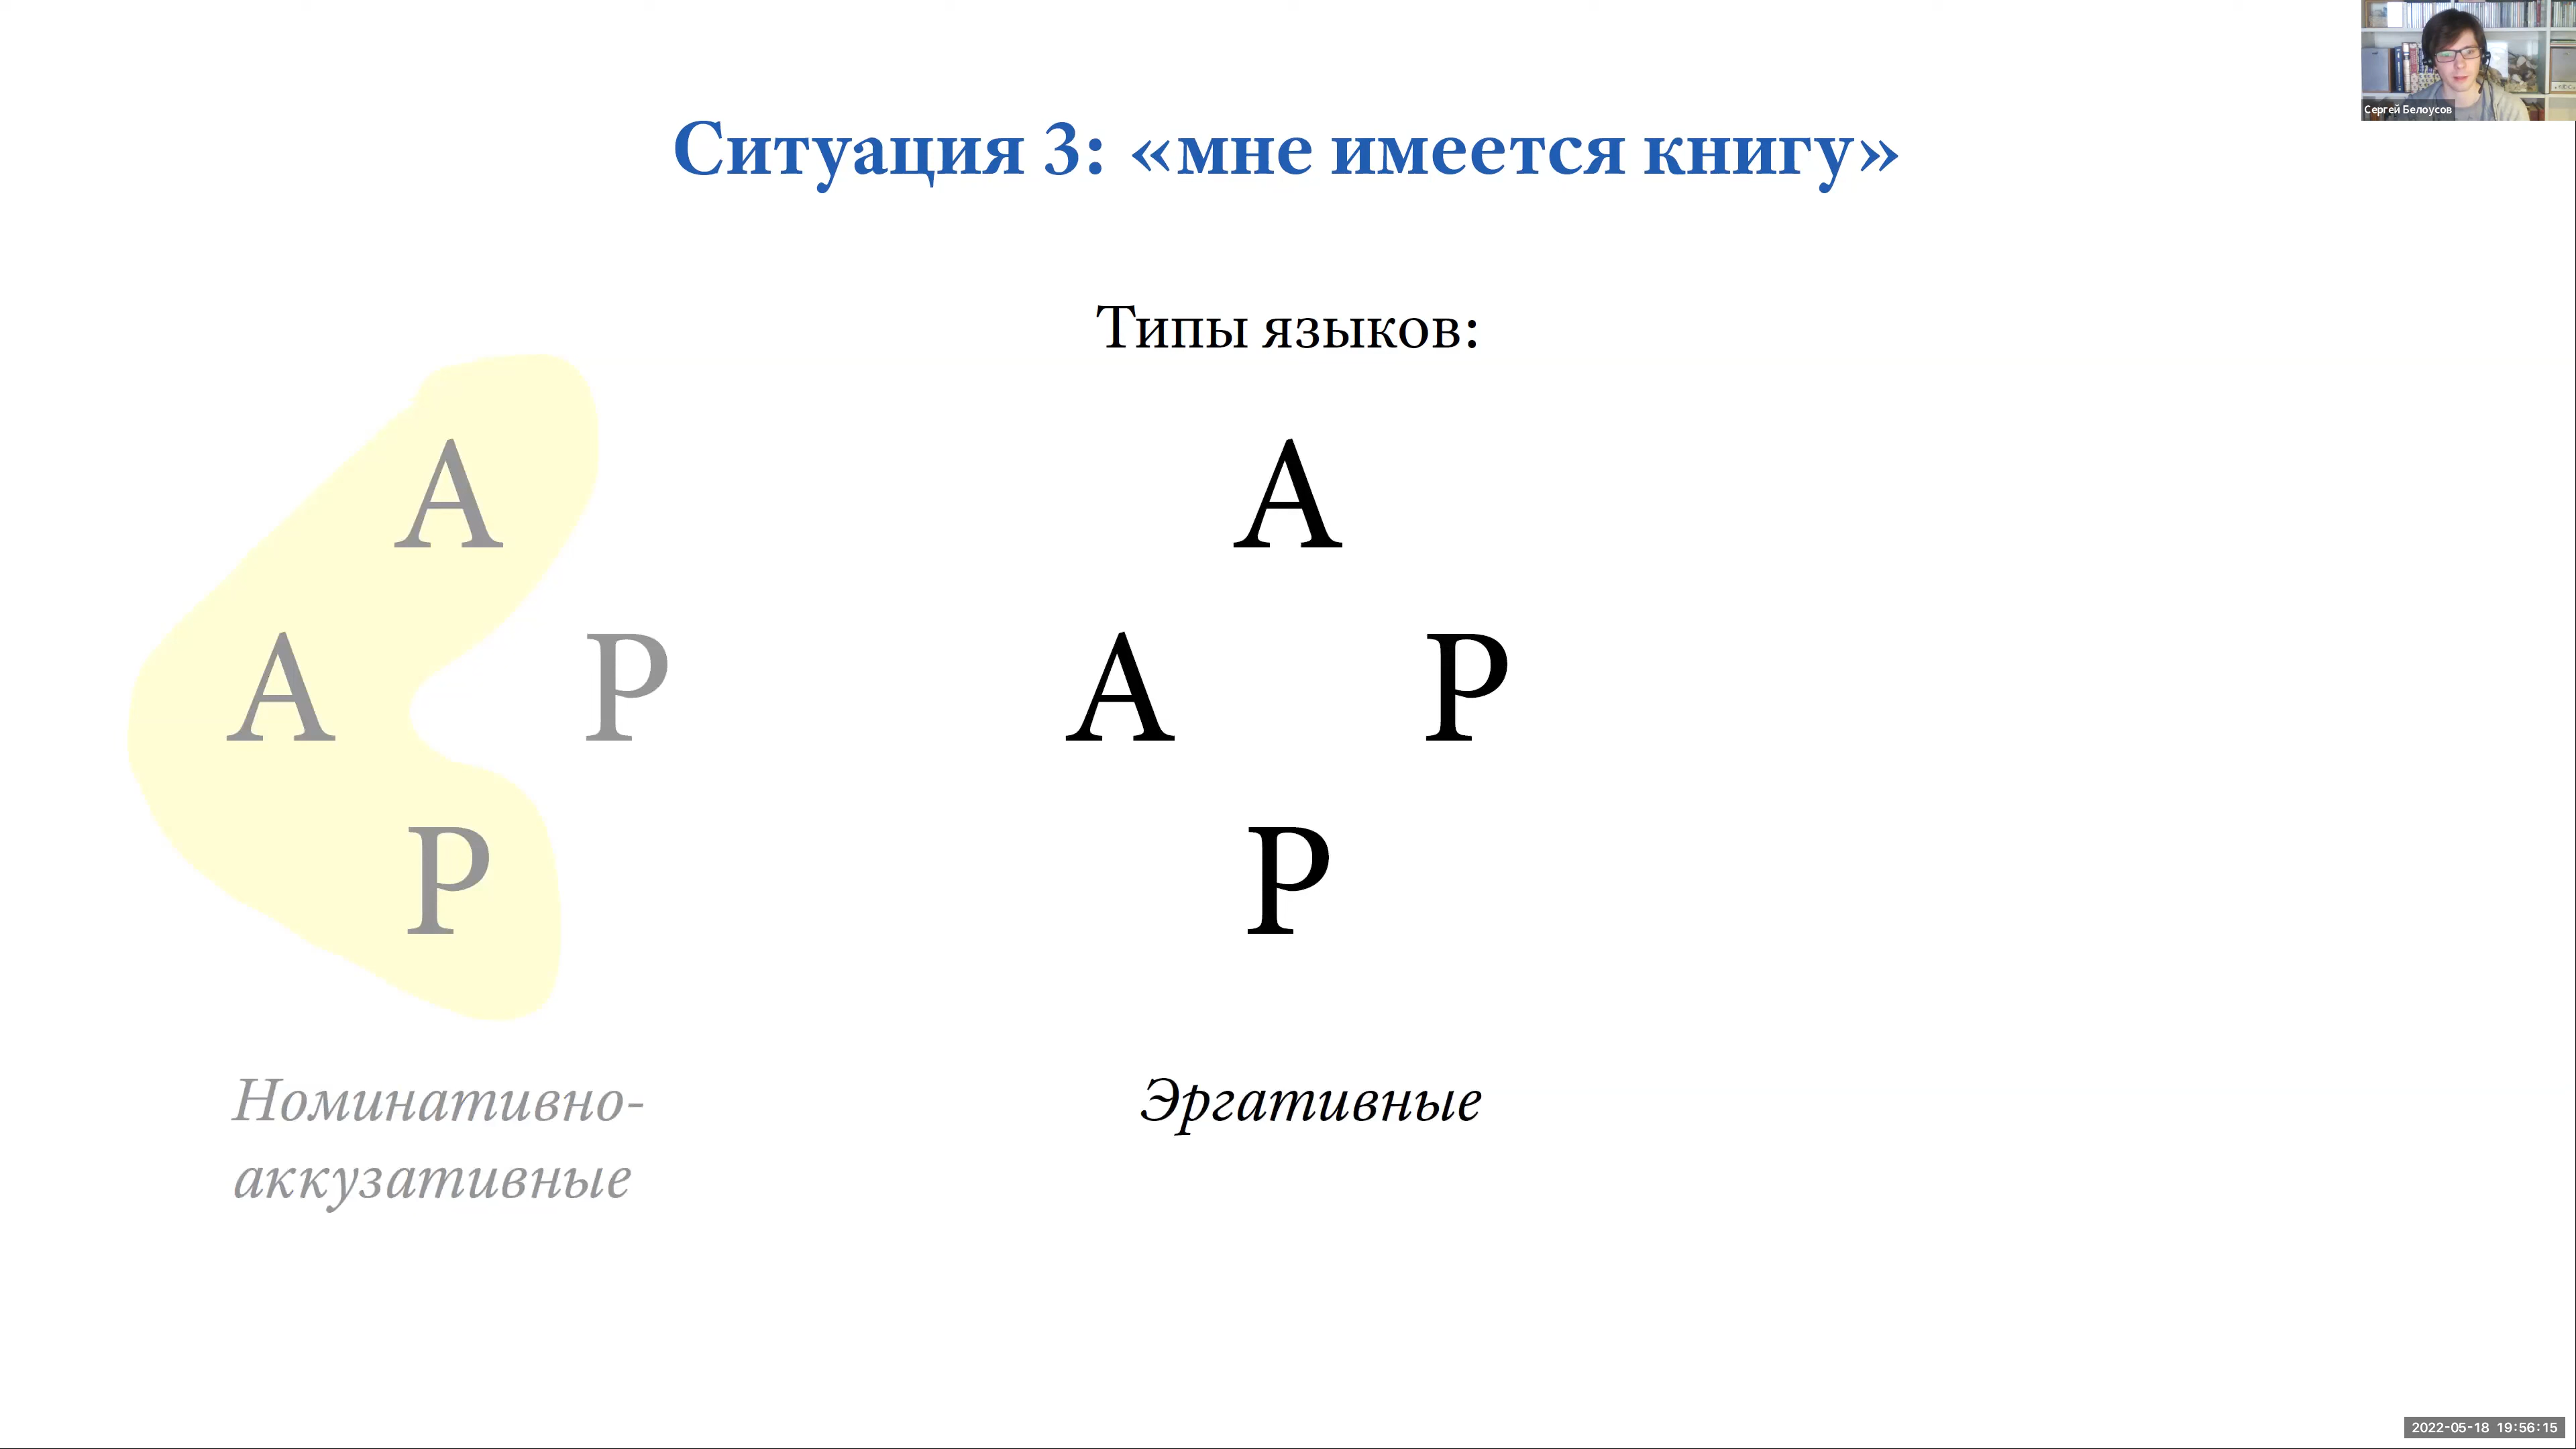 Сергей Белоусов
Ситуация 3: «мне имеется книгу»
Типы языков:
A
A P
P
Номинативно-
аккузативные
A
A P
P
Эргативные
2022-05-18 19:56:15